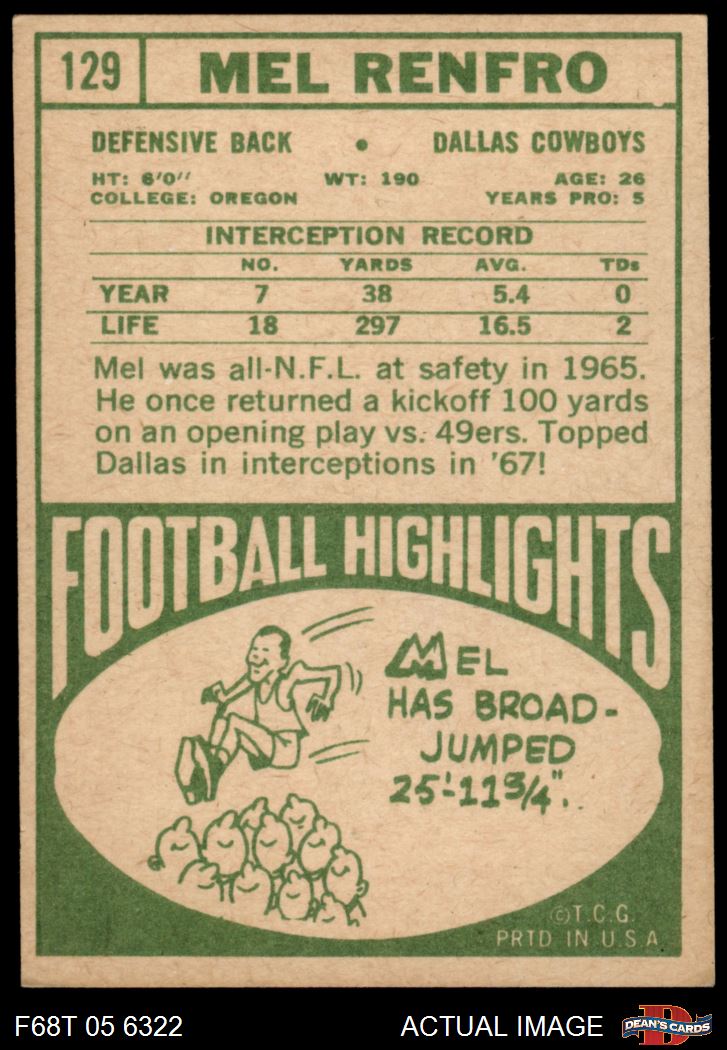 129 MEL RENFRO
DEFENSIVE BACK • DALLAS COWBOYS
HT: 6'0'' WT: 190 AGE: 26
COLLEGE: OREGON YEARS PRO: 5
INTERCEPTION RECORD
NO. YARDS AVG. TDs
YEAR 7 38 5.4 0
LIFE 18 297 16.5 2
Mel was all-N.F.L. at safety in 1965.
He once returned a kickoff 100 yards
on an opening play vs. 49ers. Topped
Dallas in interceptions in '67!
FOOTBALL HIGHLIGHTS
MEL
HAS BROAD-
JUMPED
25'-11 3/4".
©T.C.G.
PRTD IN U.S.A
F68T 05 6322 ACTUAL IMAGE DEAN'S CARDS